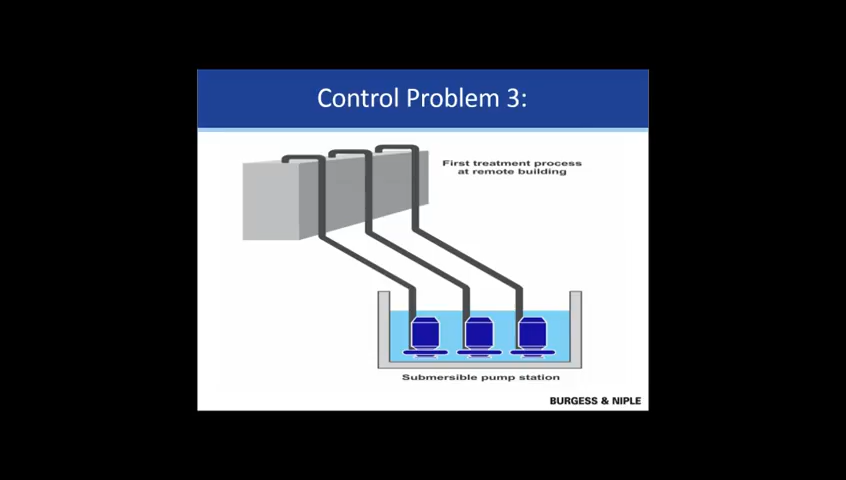 Control Problem 3:
First treatment process
at remote building
Submersible pump station
BURGESS & NIPLE